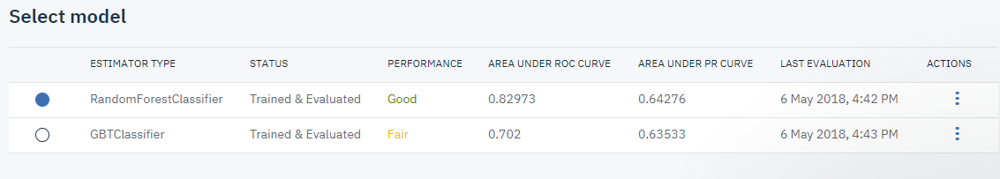 Select model
ESTIMATOR TYPE STATUS PERFORMANCE AREA UNDER ROC CURVE AREA UNDER PR CURVE LAST EVALUATION ACTIONS
RandomForestClassifier Trained & Evaluated Good 0.82973 0.64276 6 May 2018, 4:42 PM
GBTClassifier Trained & Evaluated Fair 0.702 0.63533 6 May 2018, 4:43 PM